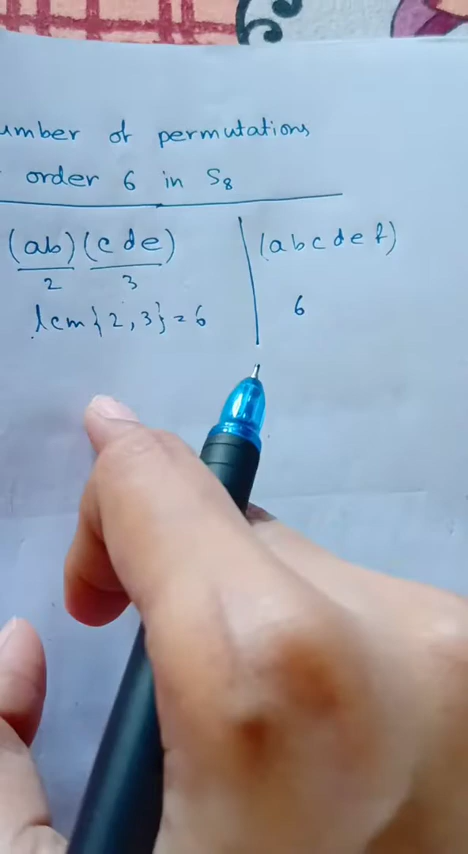 umber of permutations
order 6 in S8
(ab)(cde) | (abcdef)
2 3
lcm{2,3}=6 6